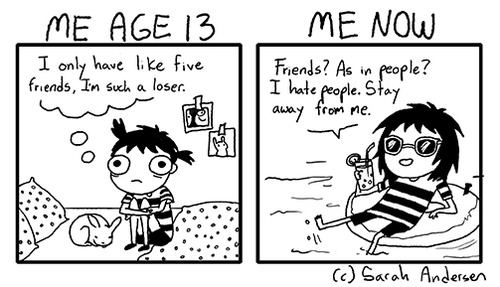 ME AGE 13
I only have like five
friends, I'm such a loser.
ME NOW
Friends? As in people?
I hate people. Stay
away from me.
(c) Sarah Andersen